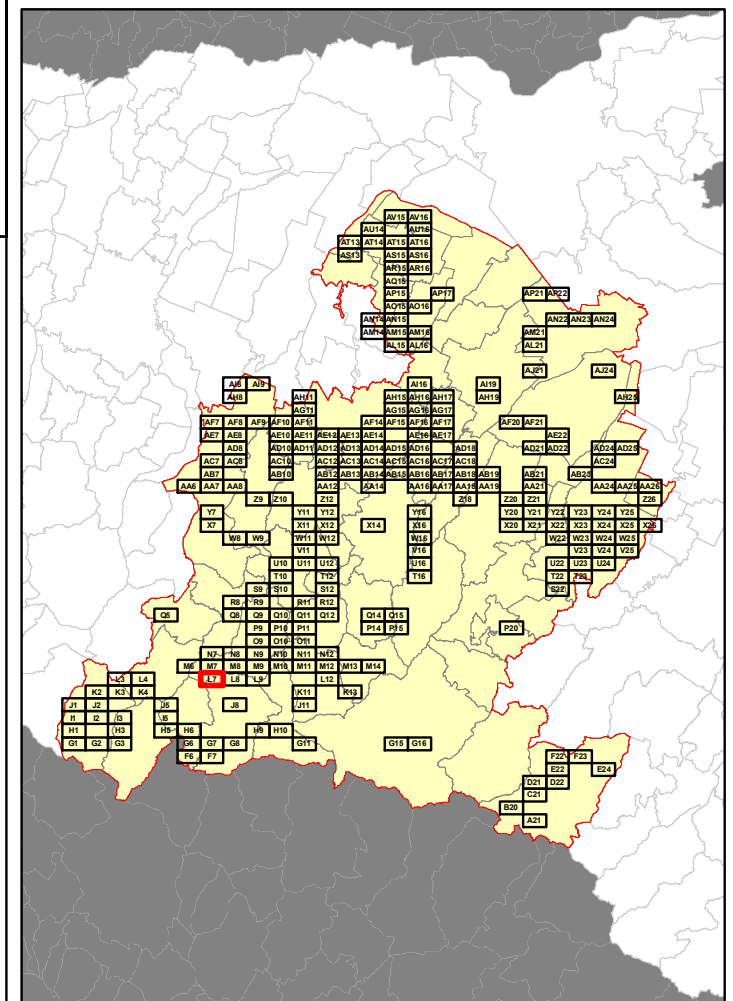 AV15 AV16
AU14 AU16
AT13 AT14 AT15 AT16
AS13 AS15 AS16
AR15 AR16
AQ15
AP15 AP17 AP21 AP22
AO15 AO16
AN14 AN15 AN22 AN23 AN24
AM14 AM15 AM16 AM21
AL15 AL16 AL21
AJ21 AJ24
AI8 AI9 AI16 AI19
AH8 AH11 AH15 AH16 AH17 AH19 AH25
AG11 AG15 AG16 AG17
AF7 AF8 AF9 AF10 AF11 AF14 AF15 AF16 AF17 AF20 AF21
AE7 AE8 AE10 AE11 AE12 AE13 AE14 AE16 AE17 AE22
AD8 AD10 AD11 AD12 AD13 AD14 AD15 AD16 AD18 AD21 AD22 AD24 AD25
AC7 AC8 AC10 AC12 AC13 AC14 AC15 AC16 AC17 AC18 AC24
AB7 AB10 AB12 AB13 AB14 AB15 AB16 AB17 AB18 AB19 AB21 AB23
AA6 AA7 AA8 AA12 AA14 AA16 AA17 AA18 AA19 AA21 AA24 AA25 AA26
Z9 Z10 Z12 Z18 Z20 Z21 Z26
Y7 Y11 Y12 Y16 Y20 Y21 Y22 Y23 Y24 Y25
X7 X11 X12 X14 X16 X20 X21 X22 X23 X24 X25 X26
W8 W9 W11 W12 W16 W22 W23 W24 W25
V11 V16 V23 V24 V25
U10 U11 U12 U16 U22 U23 U24
T10 T12 T16 T22 T23
S9 S10 S12 S22
R8 R9 R11 R12
Q5 Q8 Q9 Q10 Q11 Q12 Q14 Q15
P9 P10 P11 P14 P15 P20
O9 O10 O11
N7 N8 N9 N10 N11 N12
M6 M7 M8 M9 M10 M11 M12 M13 M14
L3 L4 L7 L8 L9 L12
K2 K3 K4 K11 K13
J1 J2 J5 J8 J11
I1 I2 I3 I5
H1 H3 H5 H6 H9 H10
G1 G2 G3 G6 G7 G8 G11 G15 G16
F6 F7 F22 F23
E22 E24
D21 D22
C21
B20
A21